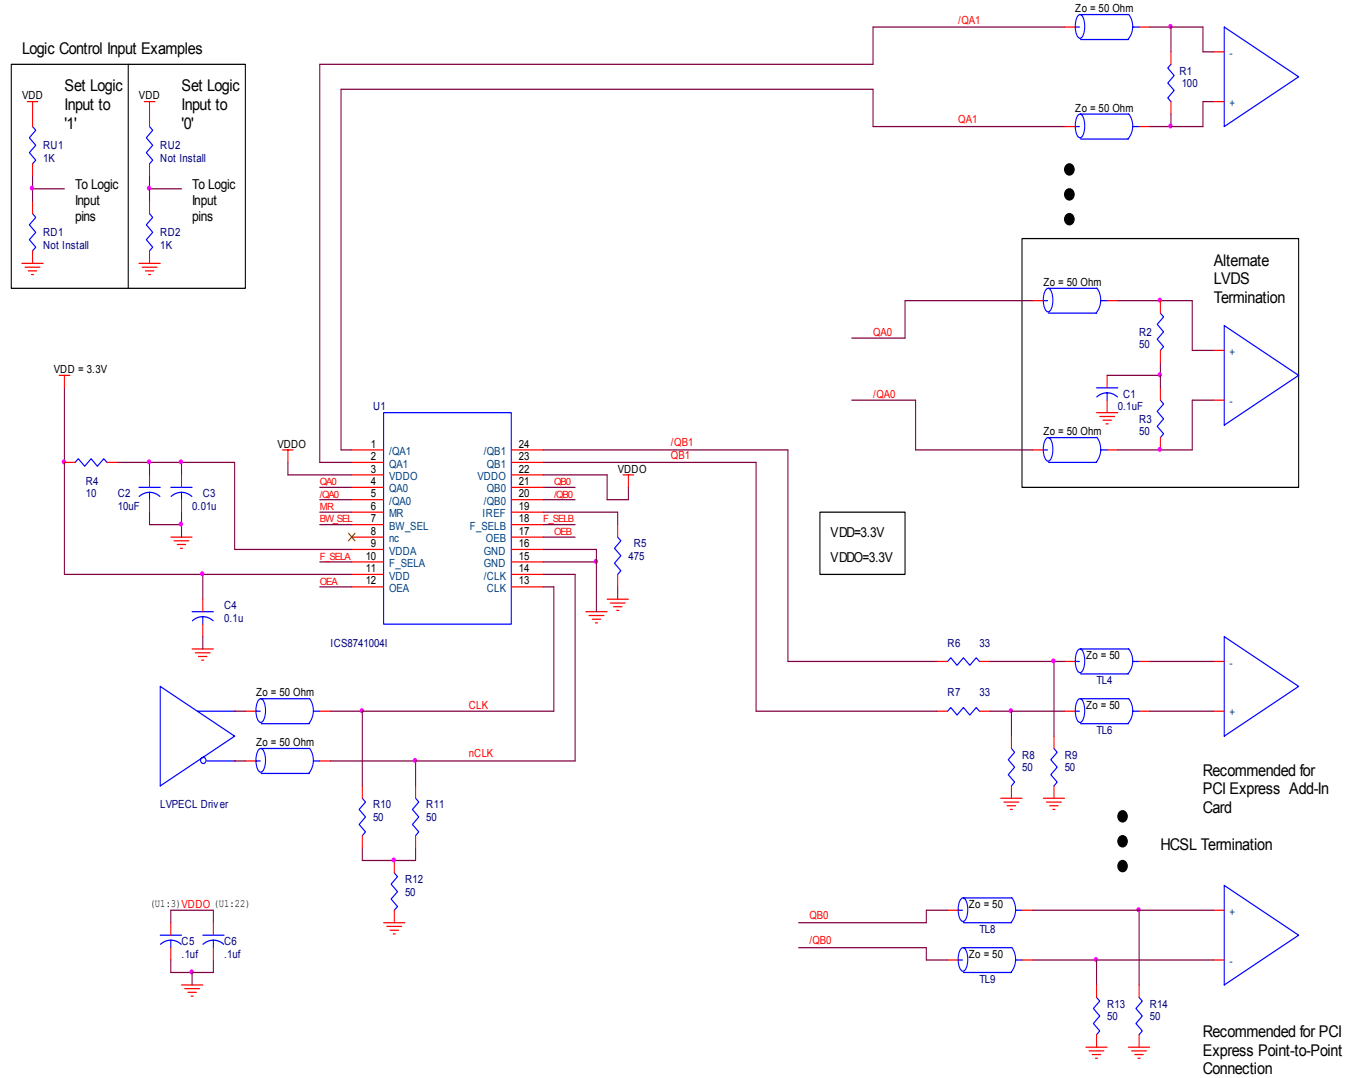 Logic Control Input Examples
VDD
Set Logic
Input to
'1'
RU1
1K
To Logic
Input
pins
RD1
Not Install
VDD
Set Logic
Input to
'0'
RU2
Not Install
To Logic
Input
pins
RD2
1K
/QA1
Zo = 50 Ohm
R1
100
-
+
QA1
Zo = 50 Ohm
Alternate
LVDS
Termination
Zo = 50 Ohm
QA0
R2
50
+
-
C1
0.1uF
/QA0
R3
50
Zo = 50 Ohm
VDD = 3.3V
R4
10
C2
10uF
C3
0.01u
C4
0.1u
VDDO
U1
1
2
3
4
5
6
7
8
9
10
11
12
QA0
/QA0
MR
BW_SEL
F_SELA
OEA
/QA1
QA1
VDDO
QA0
/QA0
MR
BW_SEL
nc
VDDA
F_SELA
VDD
OEA
/QB1
QB1
VDDO
QB0
/QB0
IREF
F_SELB
OEB
GND
GND
/CLK
CLK
24
23
22
21
20
19
18
17
16
15
14
13
QB0
/QB0
F_SELB
OEB
ICS8741004I
/QB1
QB1
VDDO
R5
475
VDD=3.3V
VDDO=3.3V
R6 33
Zo = 50
TL4
R7 33
Zo = 50
TL6
-
+
R8
50
R9
50
Recommended for
PCI Express Add-In
Card
HCSL Termination
Zo = 50 Ohm
CLK
Zo = 50 Ohm
nCLK
LVPECL Driver
R10
50
R11
50
R12
50
(U1:3) VDDO (U1:22)
C5
.1uf
C6
.1uf
QB0
Zo = 50
TL8
/QB0
Zo = 50
TL9
+
-
R13
50
R14
50
Recommended for PCI
Express Point-to-Point
Connection